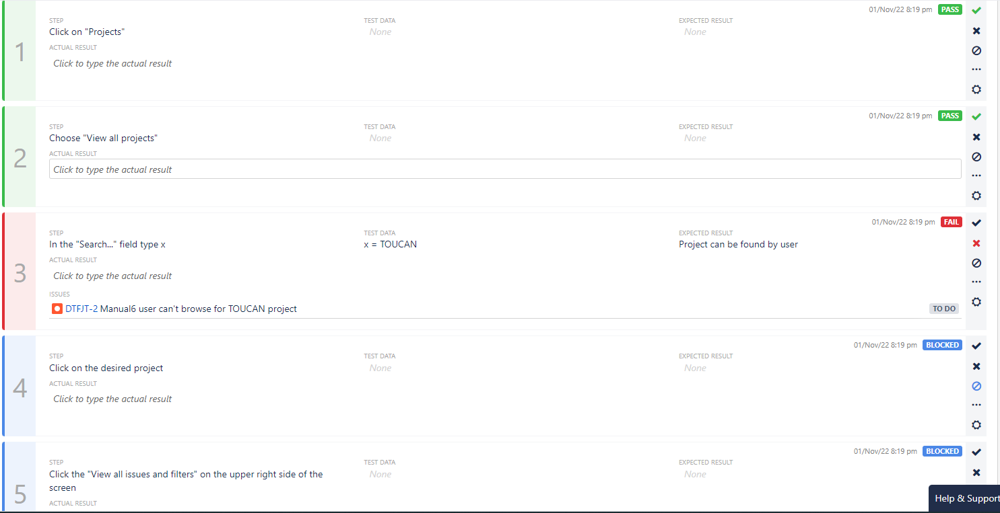 01/Nov/22 8:19 pm PASS
STEP TEST DATA EXPECTED RESULT
Click on "Projects" None None
1
ACTUAL RESULT
Click to type the actual result
01/Nov/22 8:19 pm PASS
STEP TEST DATA EXPECTED RESULT
Choose "View all projects" None None
2
ACTUAL RESULT
Click to type the actual result
01/Nov/22 8:19 pm FAIL
STEP TEST DATA EXPECTED RESULT
In the "Search..." field type x x = TOUCAN Project can be found by user
3
ACTUAL RESULT
Click to type the actual result
ISSUES
DTFJT-2 Manual6 user can't browse for TOUCAN project TO DO
01/Nov/22 8:19 pm BLOCKED
STEP TEST DATA EXPECTED RESULT
Click on the desired project None None
4
ACTUAL RESULT
Click to type the actual result
01/Nov/22 8:19 pm BLOCKED
STEP TEST DATA EXPECTED RESULT
Click the "View all issues and filters" on the upper right side of the None None
screen
5
ACTUAL RESULT
Help & Support